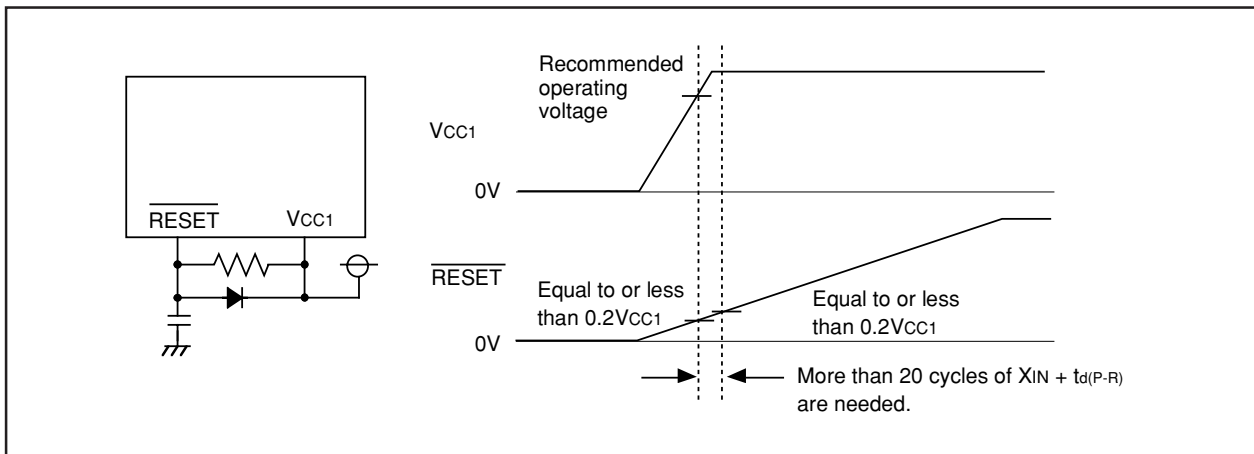 RESET
VCC1
Recommended
operating
voltage
VCC1
0V
RESET
Equal to or less
than 0.2VCC1
0V
Equal to or less
than 0.2VCC1
More than 20 cycles of XIN + td(P-R)
are needed.